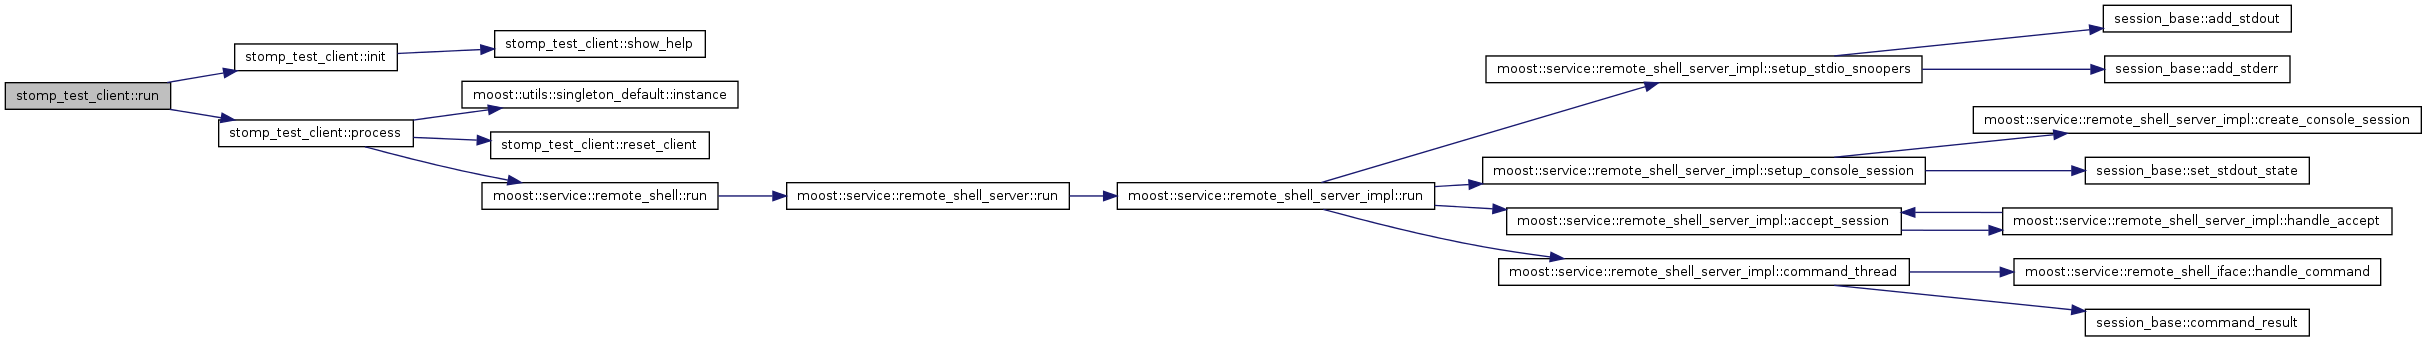 stomp_test_client::run
stomp_test_client::init
stomp_test_client::show_help
stomp_test_client::process
moost::utils::singleton_default::instance
stomp_test_client::reset_client
moost::service::remote_shell::run
moost::service::remote_shell_server::run
moost::service::remote_shell_server_impl::run
moost::service::remote_shell_server_impl::setup_stdio_snoopers
session_base::add_stdout
session_base::add_stderr
moost::service::remote_shell_server_impl::setup_console_session
moost::service::remote_shell_server_impl::create_console_session
session_base::set_stdout_state
moost::service::remote_shell_server_impl::accept_session
moost::service::remote_shell_server_impl::handle_accept
moost::service::remote_shell_server_impl::command_thread
moost::service::remote_shell_iface::handle_command
session_base::command_result